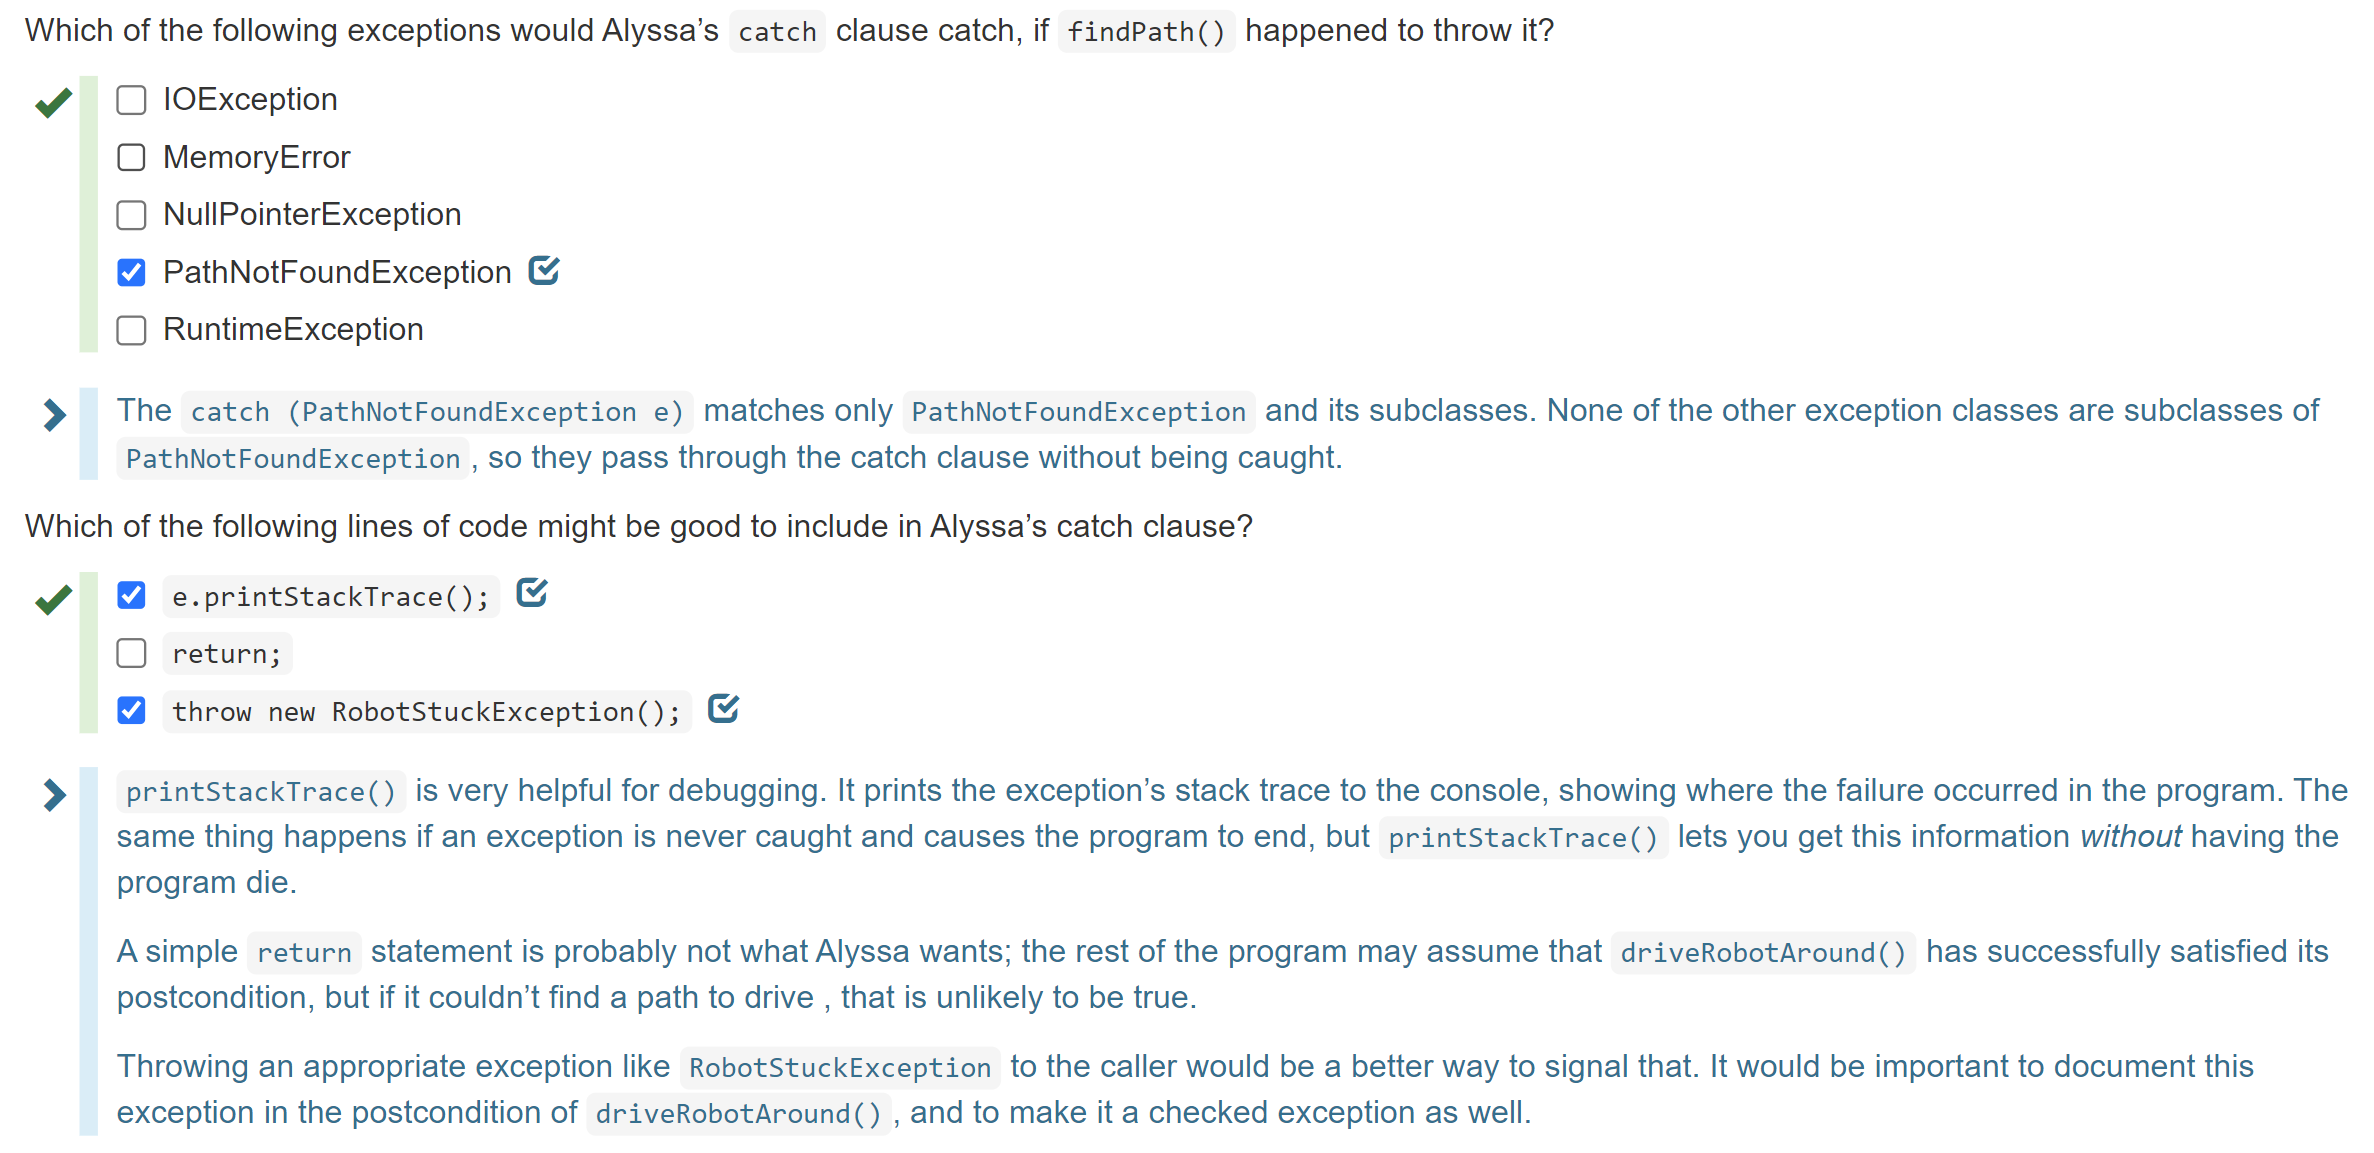 Which of the following exceptions would Alyssa’s catch clause catch, if findPath() happened to throw it?
IOException
MemoryError
NullPointerException
PathNotFoundException
RuntimeException
The catch (PathNotFoundException e) matches only PathNotFoundException and its subclasses. None of the other exception classes are subclasses of
PathNotFoundException, so they pass through the catch clause without being caught.
Which of the following lines of code might be good to include in Alyssa’s catch clause?
e.printStackTrace();
return;
throw new RobotStuckException();
printStackTrace() is very helpful for debugging. It prints the exception’s stack trace to the console, showing where the failure occurred in the program. The
same thing happens if an exception is never caught and causes the program to end, but printStackTrace() lets you get this information without having the
program die.
A simple return statement is probably not what Alyssa wants; the rest of the program may assume that driveRobotAround() has successfully satisfied its
postcondition, but if it couldn’t find a path to drive , that is unlikely to be true.
Throwing an appropriate exception like RobotStuckException to the caller would be a better way to signal that. It would be important to document this
exception in the postcondition of driveRobotAround(), and to make it a checked exception as well.